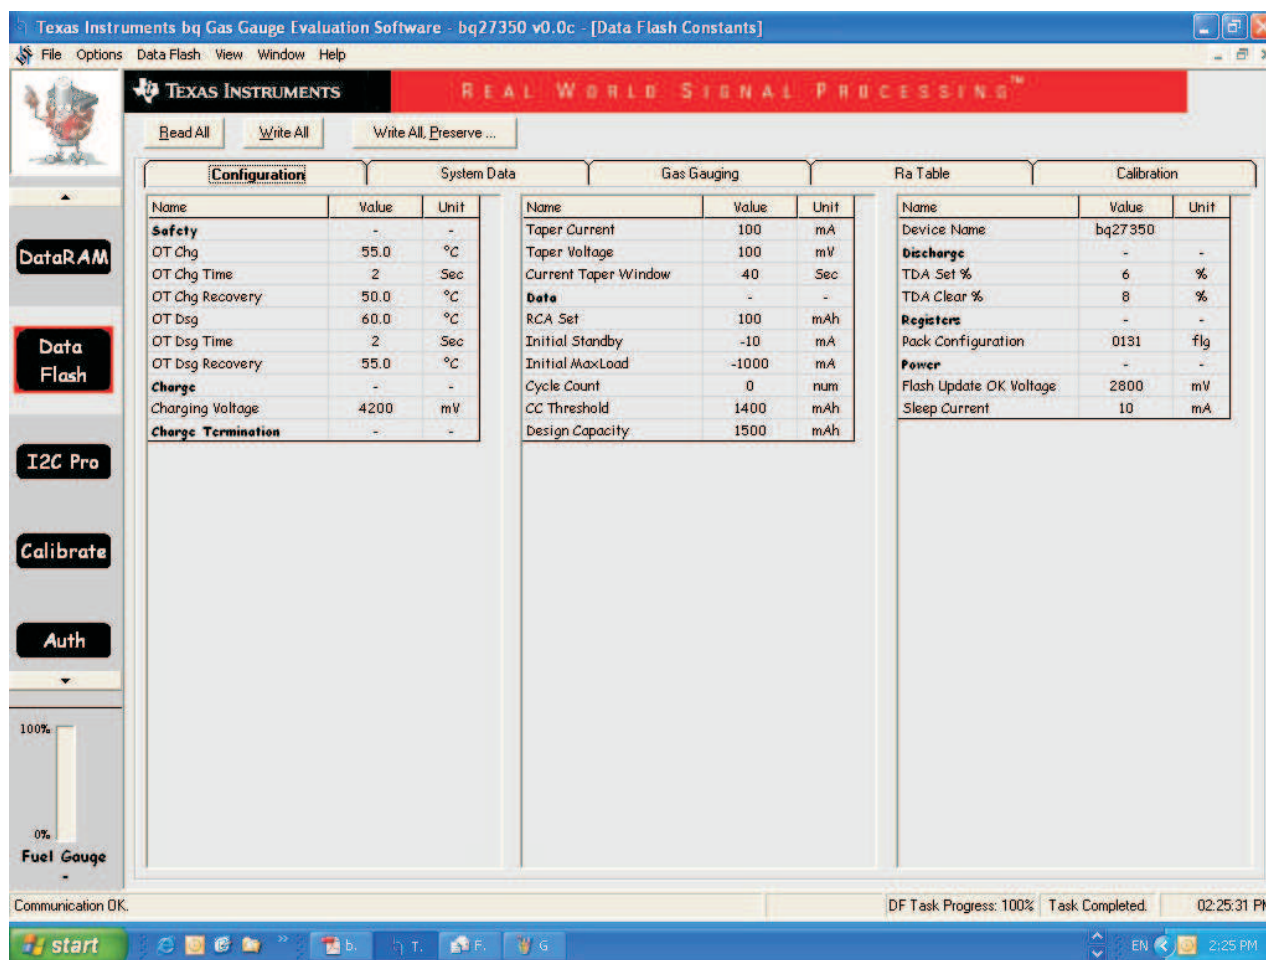 Texas Instruments bq Gas Gauge Evaluation Software - bq27350 v0.0c - [Data Flash Constants]
File Options Data Flash View Window Help
TEXAS INSTRUMENTS REAL WORLD SIGNAL PROCESSING™
Read All Write All Write All, Preserve ...
Configuration System Data Gas Gauging Ra Table Calibration
DataRAM
Data
Flash
I2C Pro
Calibrate
Auth
100%
0%
Fuel Gauge
-
Name Value Unit
Safety - -
OT Chg 55.0 °C
OT Chg Time 2 Sec
OT Chg Recovery 50.0 °C
OT Dsg 60.0 °C
OT Dsg Time 2 Sec
OT Dsg Recovery 55.0 °C
Charge - -
Charging Voltage 4200 mV
Charge Termination - -
Name Value Unit
Taper Current 100 mA
Taper Voltage 100 mV
Current Taper Window 40 Sec
Data - -
RCA Set 100 mAh
Initial Standby -10 mA
Initial MaxLoad -1000 mA
Cycle Count 0 num
CC Threshold 1400 mAh
Design Capacity 1500 mAh
Name Value Unit
Device Name bq27350
Discharge - -
TDA Set % 6 %
TDA Clear % 8 %
Registers - -
Pack Configuration 0131 flg
Power - -
Flash Update OK Voltage 2800 mV
Sleep Current 10 mA
Communication OK. DF Task Progress: 100% Task Completed. 02:25:31 PM
start » b. T. F. G EN 2:25 PM